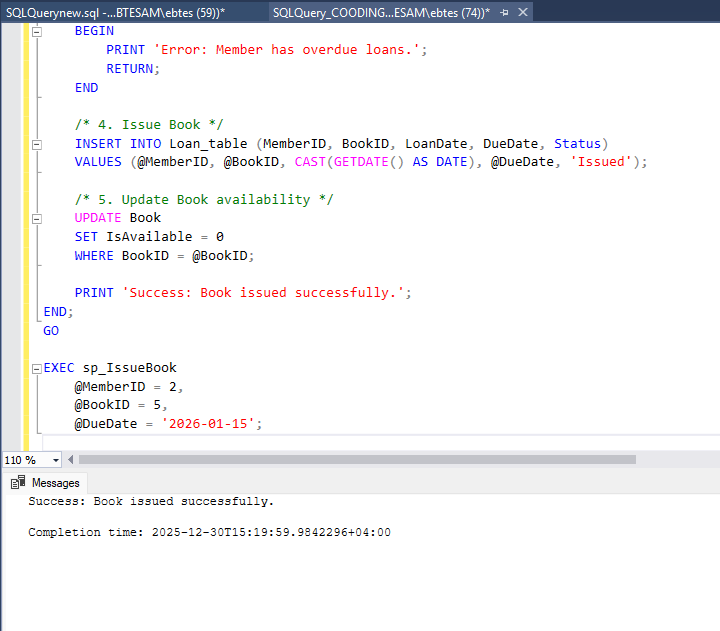 SQLQuerynew.sql -...BTESAM\ebtes (59))*
SQLQuery_COODING...ESAM\ebtes (74))*
BEGIN
PRINT 'Error: Member has overdue loans.';
RETURN;
END
/* 4. Issue Book */
INSERT INTO Loan_table (MemberID, BookID, LoanDate, DueDate, Status)
VALUES (@MemberID, @BookID, CAST(GETDATE() AS DATE), @DueDate, 'Issued');
/* 5. Update Book availability */
UPDATE Book
SET IsAvailable = 0
WHERE BookID = @BookID;
PRINT 'Success: Book issued successfully.';
END;
GO
EXEC sp_IssueBook
@MemberID = 2,
@BookID = 5,
@DueDate = '2026-01-15';
110 %
Messages
Success: Book issued successfully.
Completion time: 2025-12-30T15:19:59.9842296+04:00